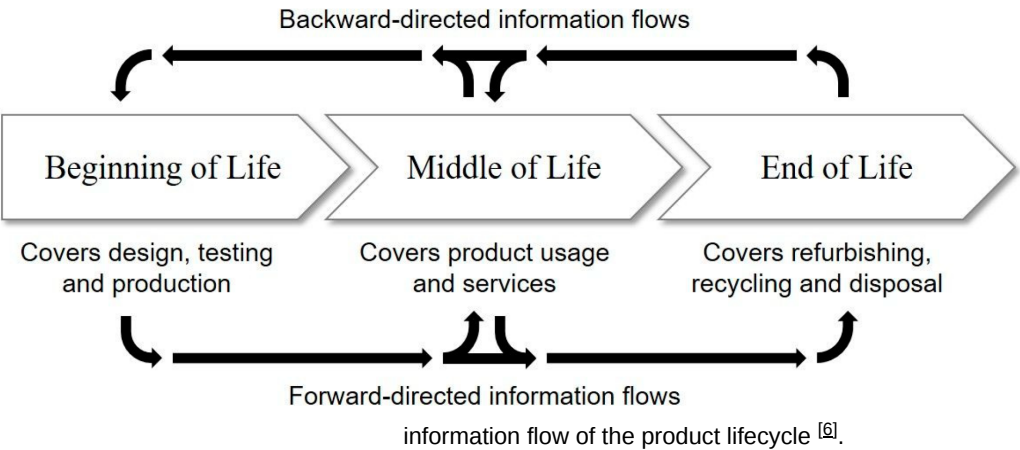 Backward-directed information flows
Beginning of Life
Middle of Life
End of Life
Covers design, testing
and production
Covers product usage
and services
Covers refurbishing,
recycling and disposal
Forward-directed information flows
information flow of the product lifecycle [6].